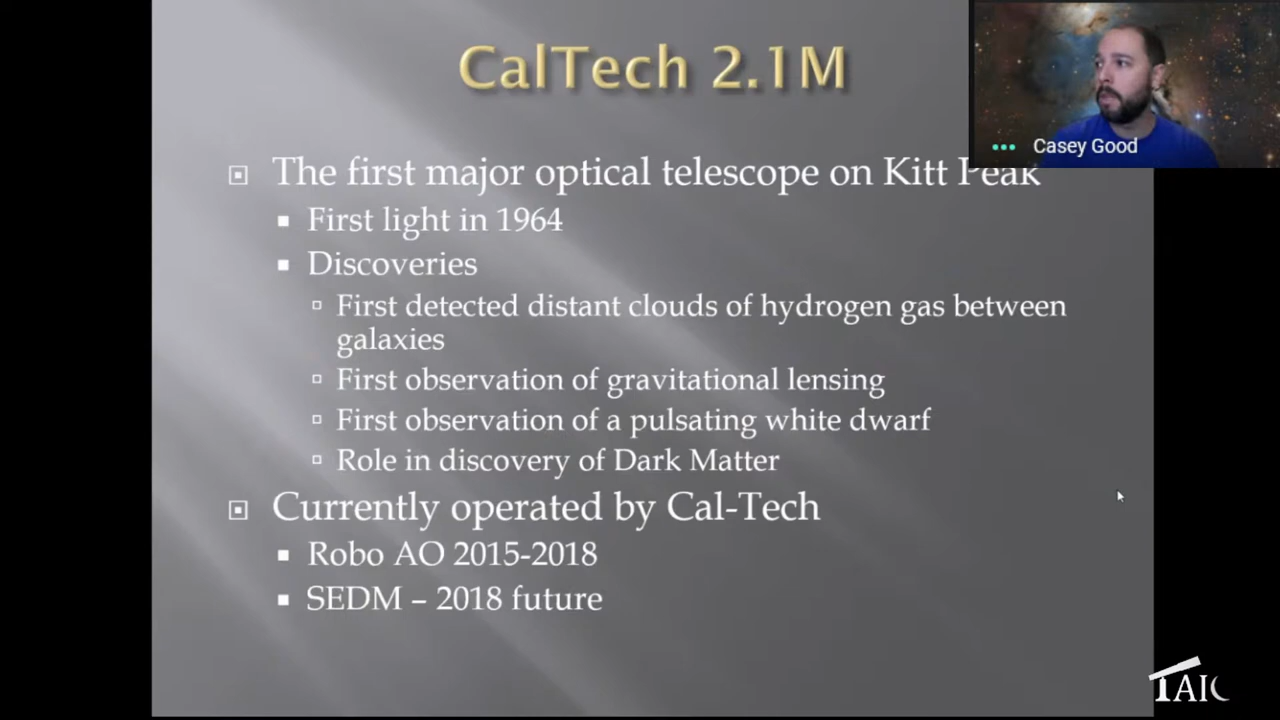 CalTech 2.1M
Casey Good
The first major optical telescope on Kitt Peak
First light in 1964
Discoveries
First detected distant clouds of hydrogen gas between
galaxies
First observation of gravitational lensing
First observation of a pulsating white dwarf
Role in discovery of Dark Matter
Currently operated by Cal-Tech
Robo AO 2015-2018
SEDM – 2018 future
TAIC